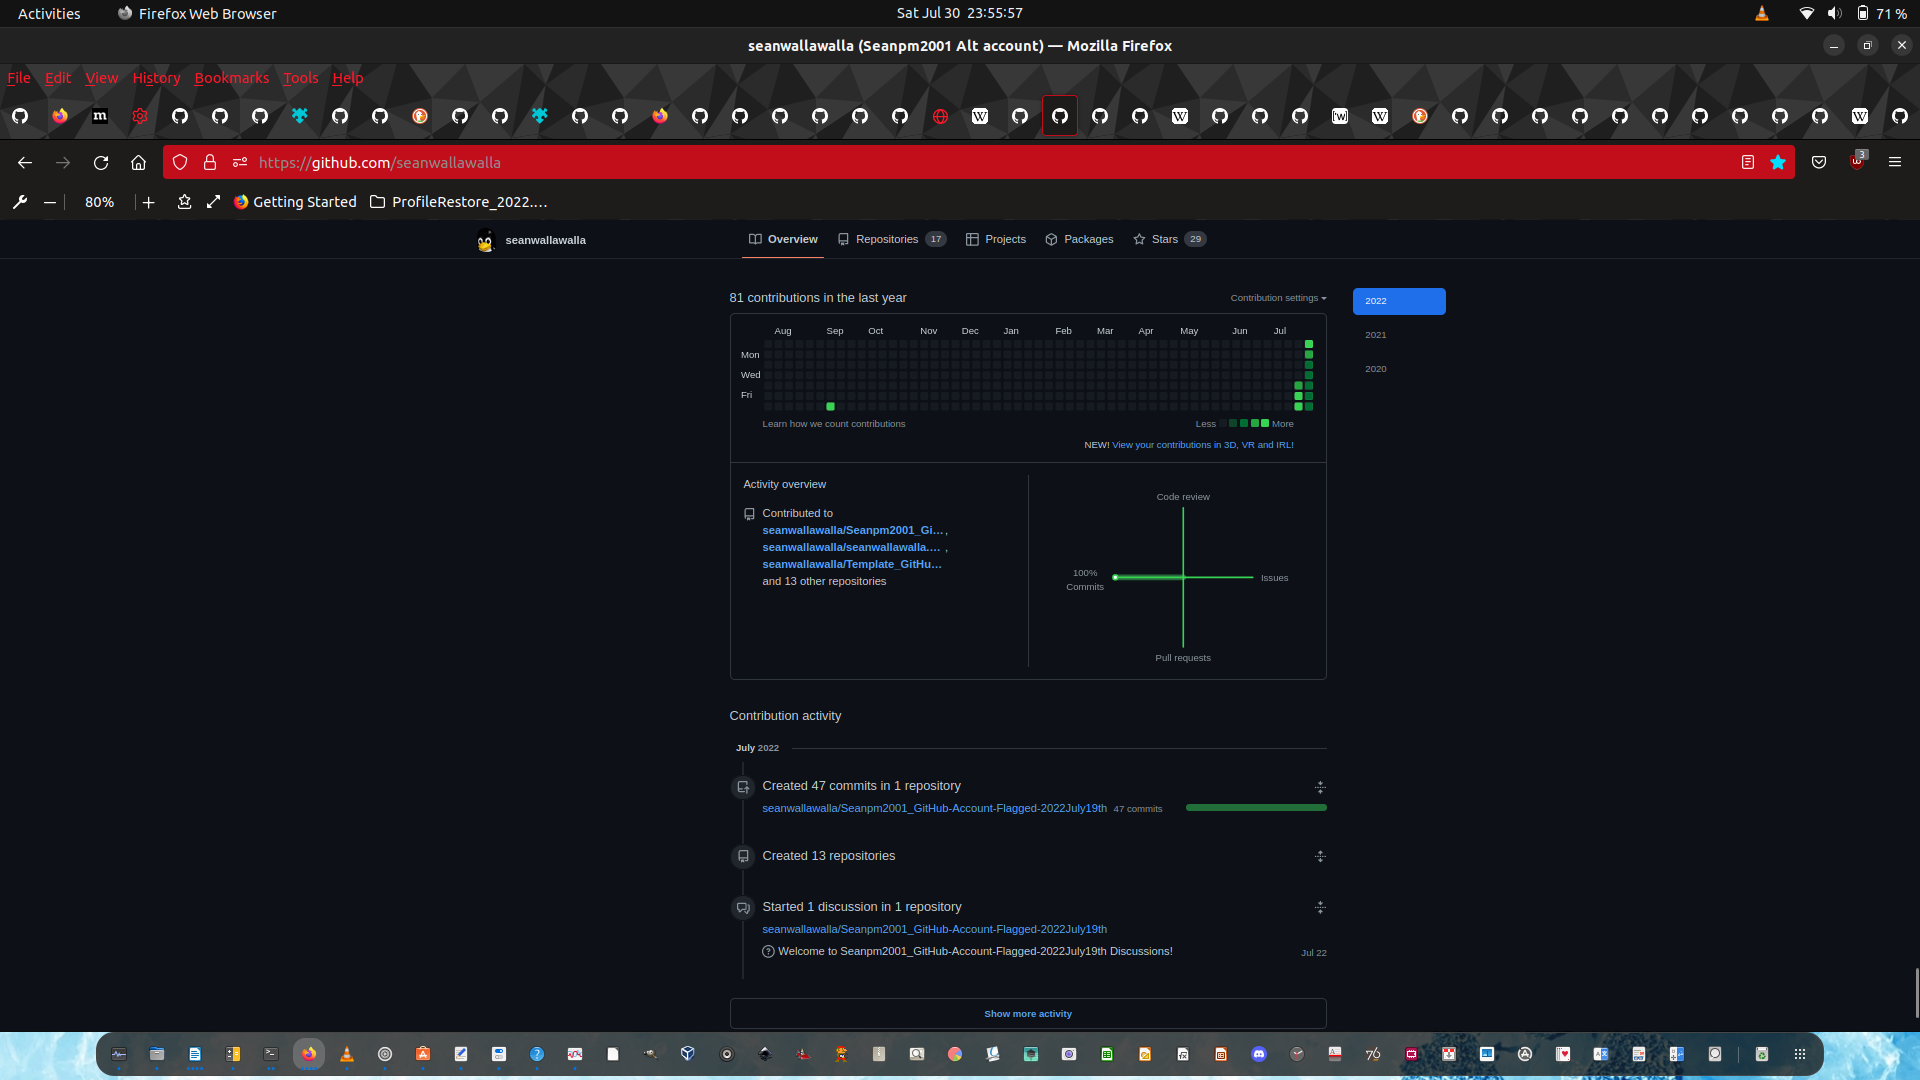 Activities Firefox Web Browser Sat Jul 30 23:55:57 71 %
seanwallawalla (Seanpm2001 Alt account) — Mozilla Firefox
File Edit View History Bookmarks Tools Help
https://github.com/seanwallawalla 3
80% Getting Started ProfileRestore_2022.…
seanwallawalla Overview Repositories 17 Projects Packages Stars 29
81 contributions in the last year Contribution settings 2022
Aug Sep Oct Nov Dec Jan Feb Mar Apr May Jun Jul
2021
Mon
2020
Wed
Fri
Learn how we count contributions Less More
NEW! View your contributions in 3D, VR and IRL!
Activity overview
Code review
Contributed to
seanwallawalla/Seanpm2001_Gi… ,
seanwallawalla/seanwallawalla.… ,
seanwallawalla/Template_GitHu…
and 13 other repositories
100%
Commits
Issues
Pull requests
Contribution activity
July 2022
Created 47 commits in 1 repository
seanwallawalla/Seanpm2001_GitHub-Account-Flagged-2022July19th 47 commits
Created 13 repositories
Started 1 discussion in 1 repository
seanwallawalla/Seanpm2001_GitHub-Account-Flagged-2022July19th
Welcome to Seanpm2001_GitHub-Account-Flagged-2022July19th Discussions! Jul 22
Show more activity